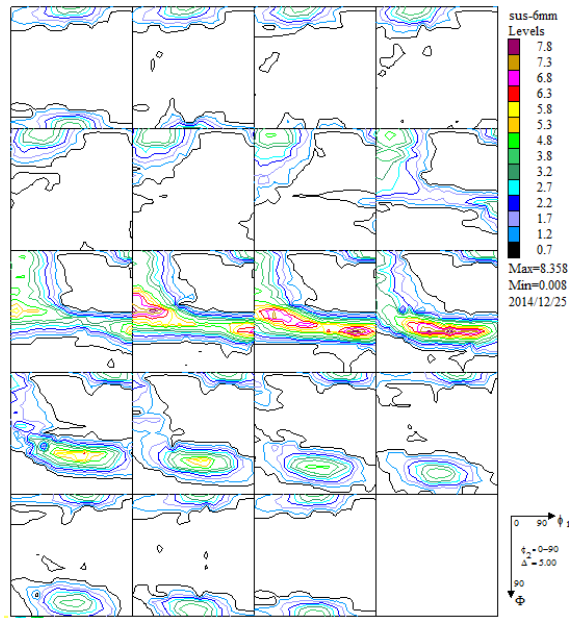 sus-6mm
Levels
7.8
7.3
6.8
6.3
5.8
5.3
4.8
3.8
3.2
2.7
2.2
1.7
1.2
0.7
Max=8.358
Min=0.008
2014/12/25
0 90 ϕ 1
ϕ2 = 0-90
Δ = 5.00
90
Φ